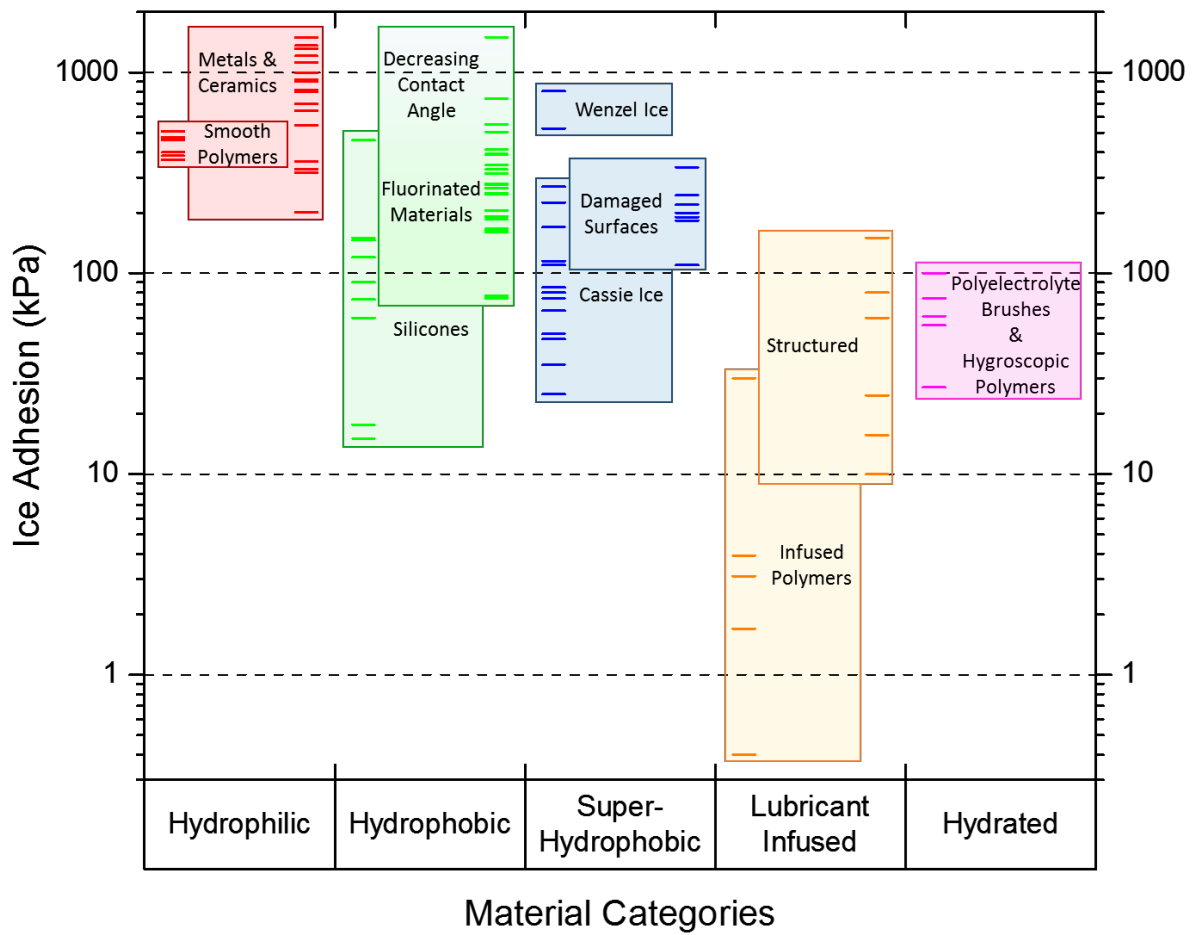 Ice Adhesion (kPa)
1000
100
10
1
Metals &
Ceramics
Smooth
Polymers
Decreasing
Contact
Angle
Fluorinated
Materials
Silicones
Wenzel Ice
Damaged
Surfaces
Cassie Ice
Structured
Infused
Polymers
Polyelectrolyte
Brushes
&
Hygroscopic
Polymers
1000
100
10
1
Hydrophilic
Hydrophobic
Super-
Hydrophobic
Lubricant
Infused
Hydrated
Material Categories